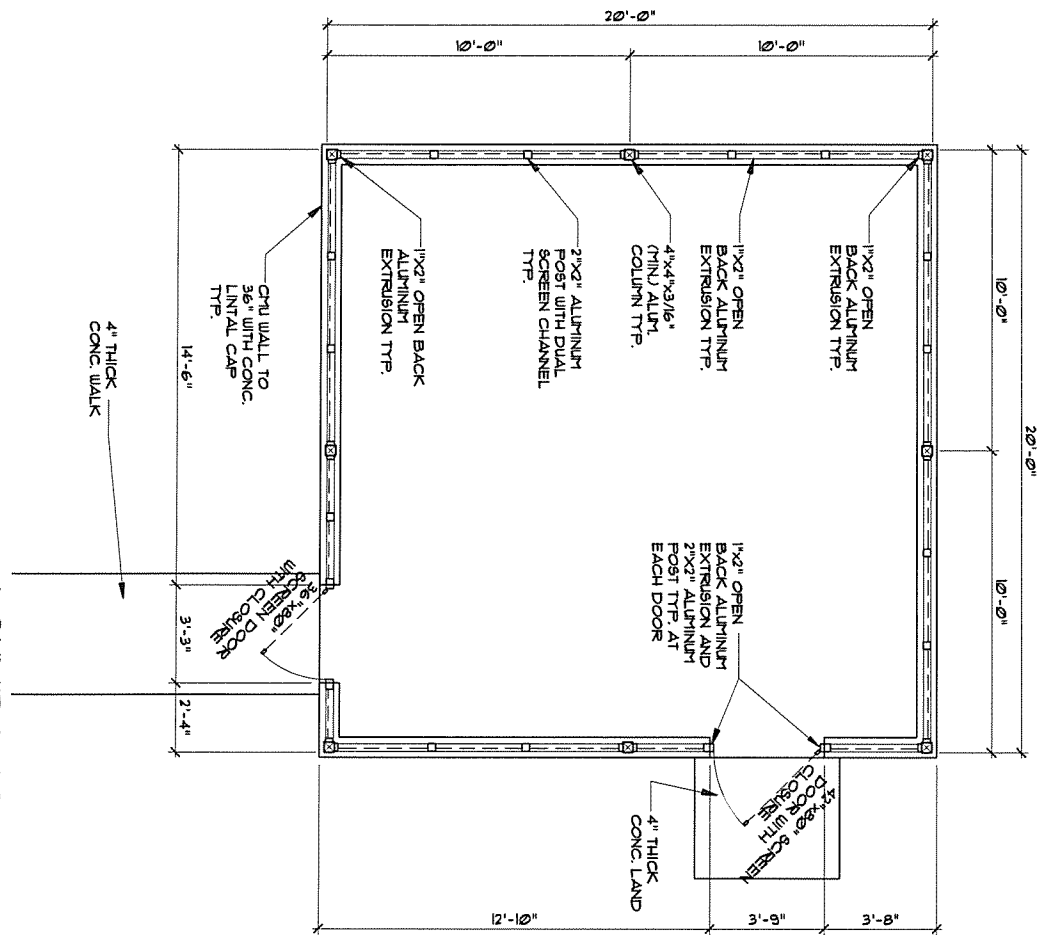 20'-0"
10'-0"
10'-0"
20'-0"
10'-0"
10'-0"
1"X2" OPEN
BACK ALUMINUM
EXTRUSION TYP.
1"X2" OPEN
BACK ALUMINUM
EXTRUSION TYP.
4"x4"x3/16"
(MIN.) ALUM.
COLUMN TYP.
2"X2" ALUMINUM
POST WITH DUAL
SCREEN CHANNEL
TYP.
1"X2" OPEN BACK
ALUMINUM
EXTRUSION TYP.
CMU WALL TO
36" WITH CONC.
LINTAL CAP
TYP.
4" THICK
CONC. WALK
14'-6"
3'-3"
2'-4"
36"x80"
SCREEN DOOR
WITH CLOSURE
1"X2" OPEN
BACK ALUMINUM
EXTRUSION AND
2"X2" ALUMINUM
POST TYP. AT
EACH DOOR
42"x80" SCREEN
DOOR WITH
CLOSURE
4" THICK
CONC. LAND
12'-10"
3'-9"
3'-8"